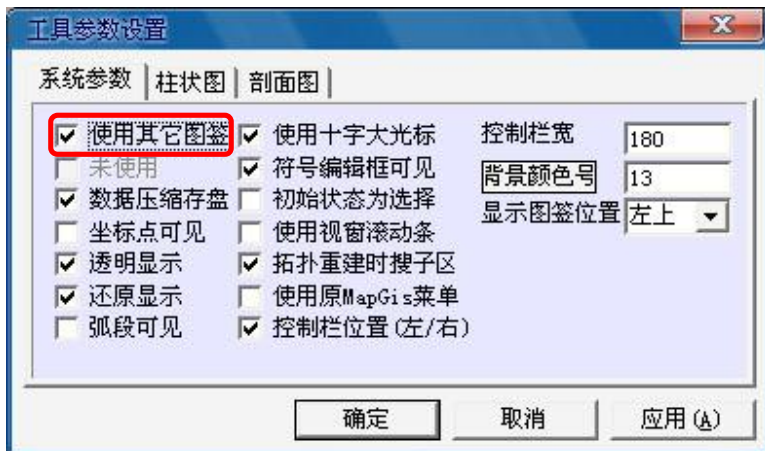 工具参数设置
系统参数 柱状图 剖面图
使用其它图签 使用十字大光标 控制栏宽 180
未使用 符号编辑框可见 背景颜色号 13
数据压缩存盘 初始状态为选择 显示图签位置 左上
坐标点可见 使用视窗滚动条
透明显示 拓扑重建时搜子区
还原显示 使用原MapGis菜单
弧段可见 控制栏位置(左/右)
确定 取消 应用(A)